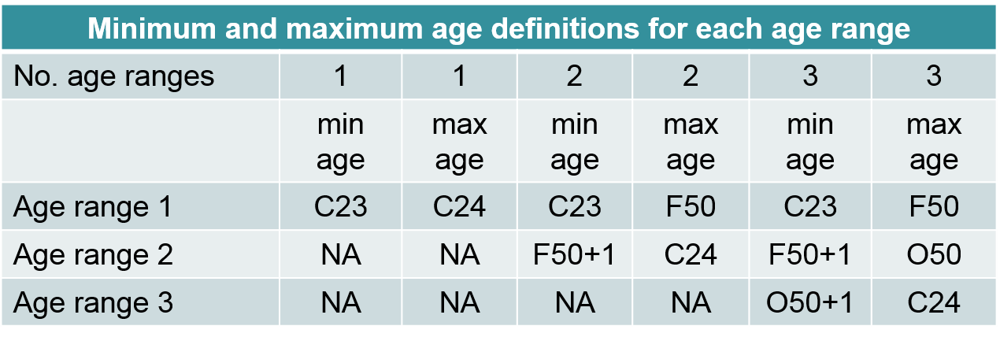 Minimum and maximum age definitions for each age range
No. age ranges 1 1 2 2 3 3
min max min max min max
age age age age age age
Age range 1 C23 C24 C23 F50 C23 F50
Age range 2 NA NA F50+1 C24 F50+1 O50
Age range 3 NA NA NA NA O50+1 C24